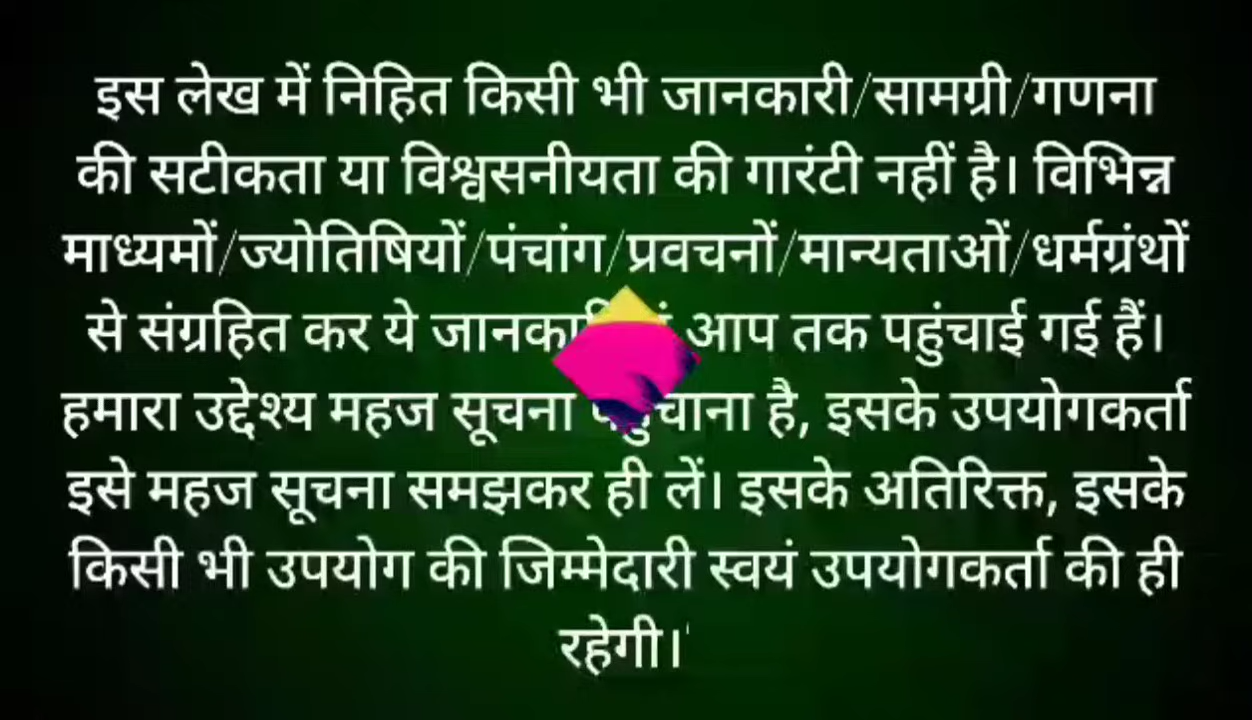 इस लेख में निहित किसी भी जानकारी/सामग्री/गणना
की सटीकता या विश्वसनीयता की गारंटी नहीं है। विभिन्न
माध्यमों/ज्योतिषियों/पंचांग/प्रवचनों/मान्यताओं/धर्मग्रंथों
से संग्रहित कर ये आप तक पहुंचाई गई हैं।
हमारा उद्देश्य महज सूचना है, इसके उपयोगकर्ता
इसे महज सूचना समझकर ही लें। इसके अतिरिक्त, इसके
किसी भी उपयोग की जिम्मेदारी स्वयं उपयोगकर्ता की ही
रहेगी।'